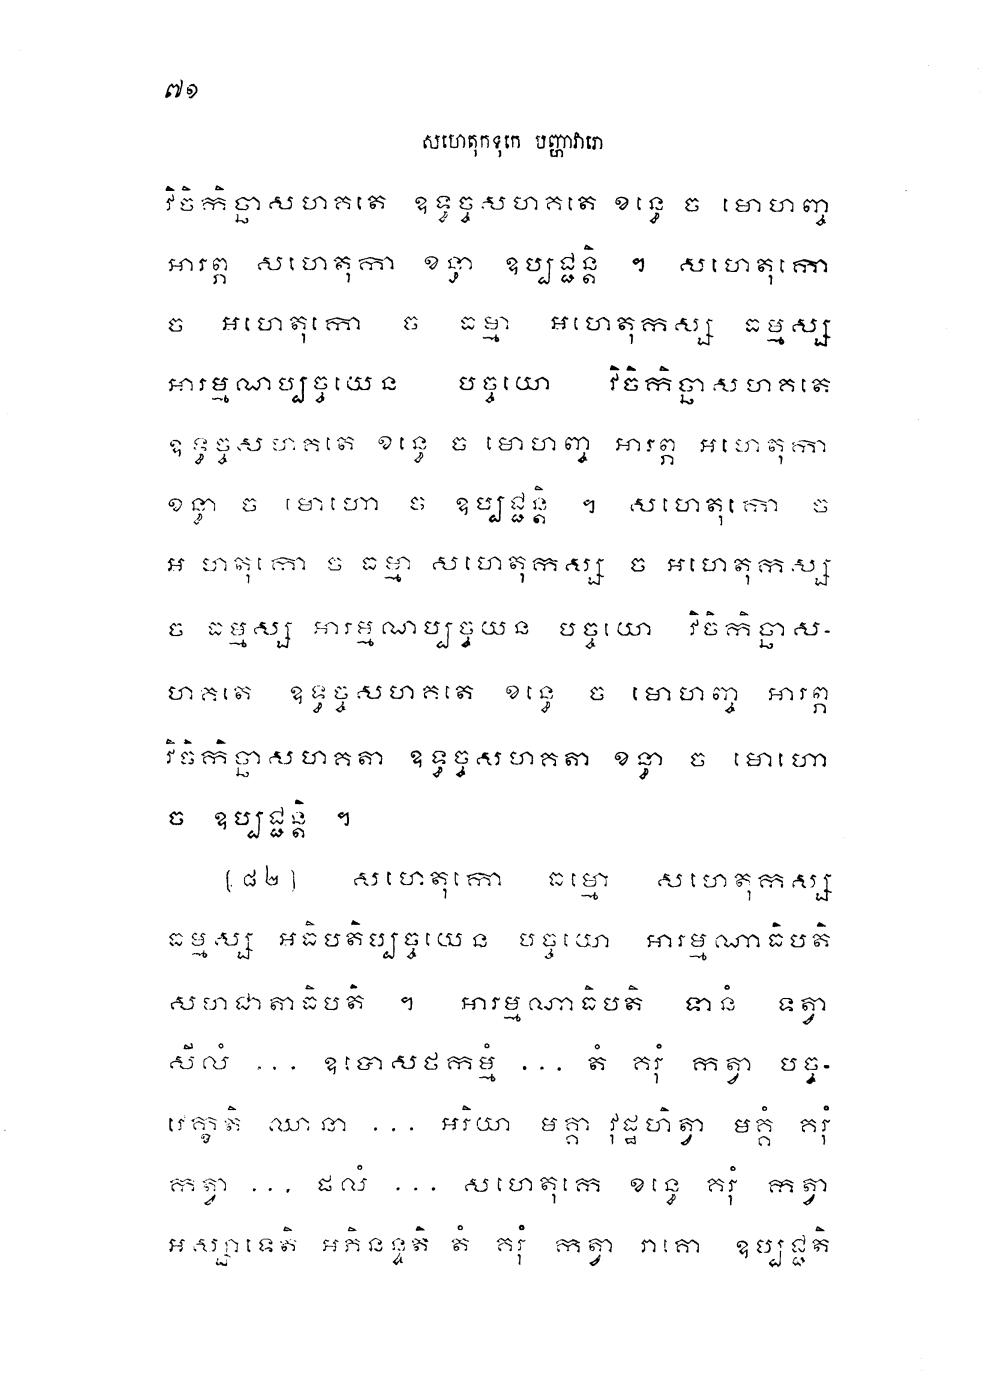 ៧១
សហេតុកទុកេ បញ្ហាវារោ
វិចិកិច្ឆាសហគតេ ឧទ្ធច្ចសហគតេ ខន្ធេ ច មោហញ្ច
អារព្ភ សហេតុកា ខន្ធា ឧប្បជ្ជន្តិ ។ សហេតុកោ
ច អហេតុកោ ច ធម្មា អហេតុកស្ស ធម្មស្ស
អារម្មណប្បច្ចយេន បច្ចយោ វិចិកិច្ឆាសហគតេ
ឧទ្ធច្ចសហគតេ ខន្ធេ ច មោហញ្ច អារព្ភ អហេតុកា
ខន្ធា ច មោហោ ច ឧប្បជ្ជន្តិ ។ សហេតុកោ ច
អហេតុកោ ច ធម្មា សហេតុកស្ស ច អហេតុកស្ស
ច ធម្មស្ស អារម្មណប្បច្ចយេន បច្ចយោ វិចិកិច្ឆាស-
ហគតេ ឧទ្ធច្ចសហគតេ ខន្ធេ ច មោហញ្ច អារព្ភ
វិចិកិច្ឆាសហគតា ឧទ្ធច្ចសហគតា ខន្ធា ច មោហោ
ច ឧប្បជ្ជន្តិ ។
(៨២) សហេតុកោ ធម្មោ សហេតុកស្ស
ធម្មស្ស អធិបតិប្បច្ចយេន បច្ចយោ អារម្មណាធិបតិ
សហជាតាធិបតិ ។ អារម្មណាធិបតិ ទានំ ទត្វា
សីលំ ... ឧបោសថកម្មំ ... តំ គរុំ កត្វា បច្ច-
វេក្ខតិ ឈានា ... អរិយា មគ្គា វុដ្ឋហិត្វា មគ្គំ គរុំ
កត្វា ... ផលំ ... សហេតុកេ ខន្ធេ គរុំ កត្វា
អស្សាទេតិ អភិនន្ទតិ តំ គរុំ កត្វា រាគោ ឧប្បជ្ជតិ